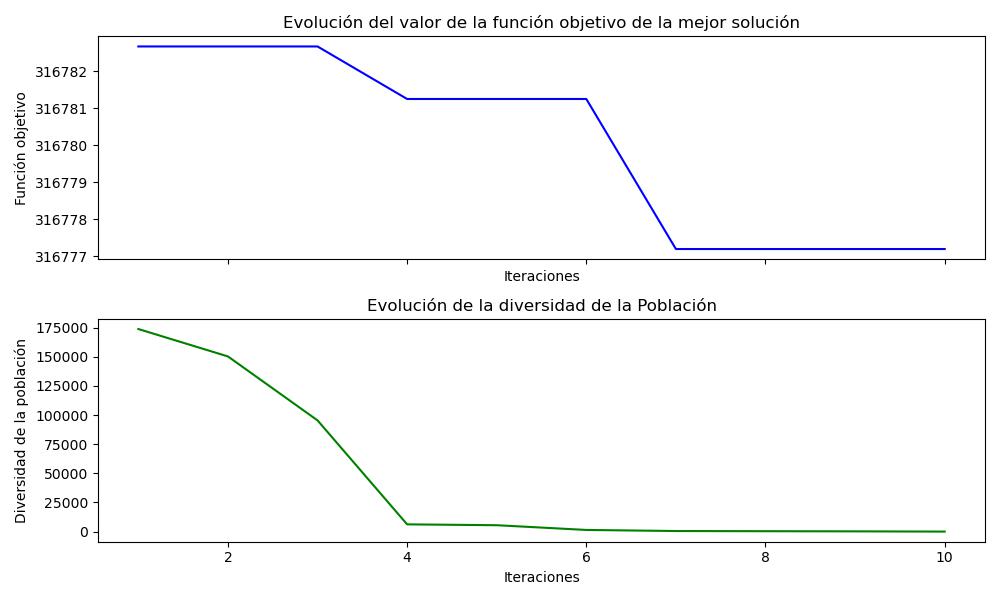 Evolución del valor de la función objetivo de la mejor solución
Función objetivo
316782
316781
316780
316779
316778
316777
Iteraciones
Evolución de la diversidad de la Población
Diversidad de la población
175000
150000
125000
100000
75000
50000
25000
0
2 4 6 8 10
Iteraciones